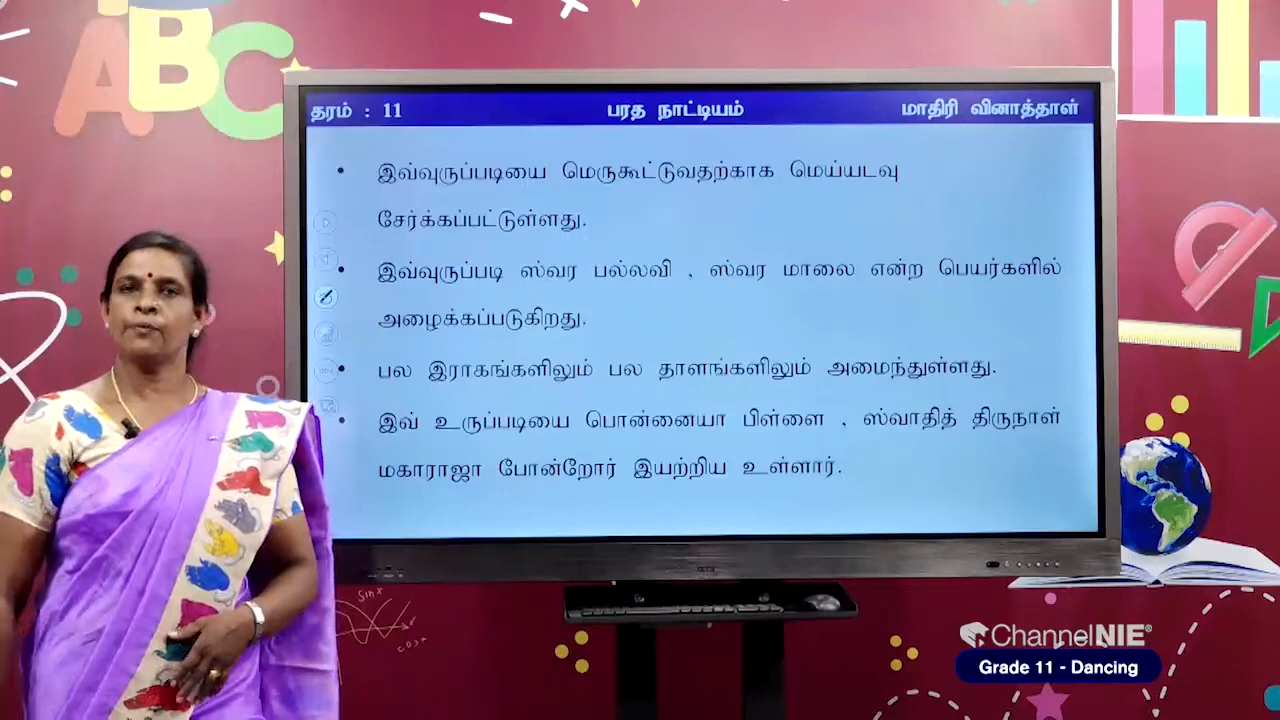 ABC
தரம் : 11 பரத நாட்டியம் மாதிரி வினாத்தாள்
• இவ்வுருப்படியை மெருகூட்டுவதற்காக மெய்யடவு
சேர்க்கப்பட்டுள்ளது.
• இவ்வுருப்படி ஸ்வர பல்லவி , ஸ்வர மாலை என்ற பெயர்களில்
அழைக்கப்படுகிறது.
• பல இராகங்களிலும் பல தாளங்களிலும் அமைந்துள்ளது.
• இவ் உருப்படியை பொன்னையா பிள்ளை , ஸ்வாதித் திருநாள்
மகாராஜா போன்றோர் இயற்றிய உள்ளார்.
sin x
cos x
ChannelNIE®
Grade 11 - Dancing